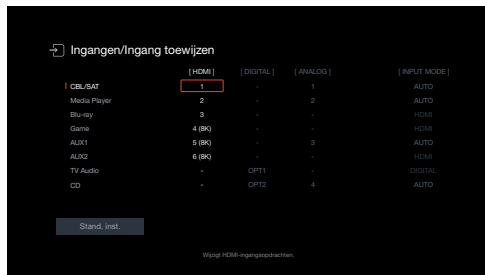 Ingangen/Ingang toewijzen
[ HDMI ] [ DIGITAL ] [ ANALOG ] [ INPUT MODE ]
CBL/SAT 1 - 1 AUTO
Media Player 2 - 2 AUTO
Blu-ray 3 - - HDMI
Game 4 (8K) - - HDMI
AUX1 5 (8K) - 3 AUTO
AUX2 6 (8K) - - HDMI
TV Audio - OPT1 - DIGITAL
CD - OPT2 4 AUTO
Stand. inst.
Wijzigt HDMI-ingangsopdrachten.